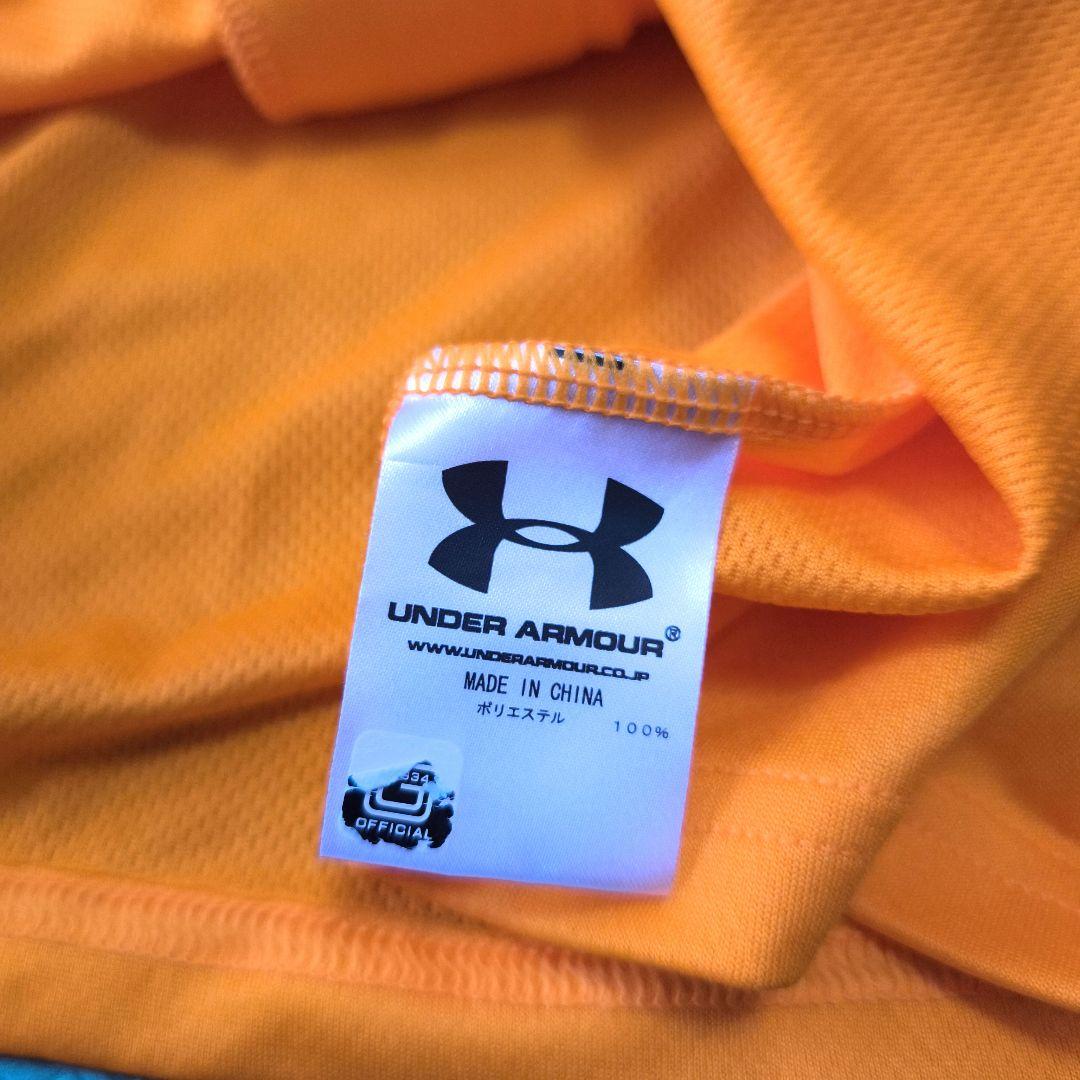 UNDER ARMOUR®
WWW.UNDERARMOUR.CO.JP
MADE IN CHINA
ポリエステル 100%
OFFICIAL